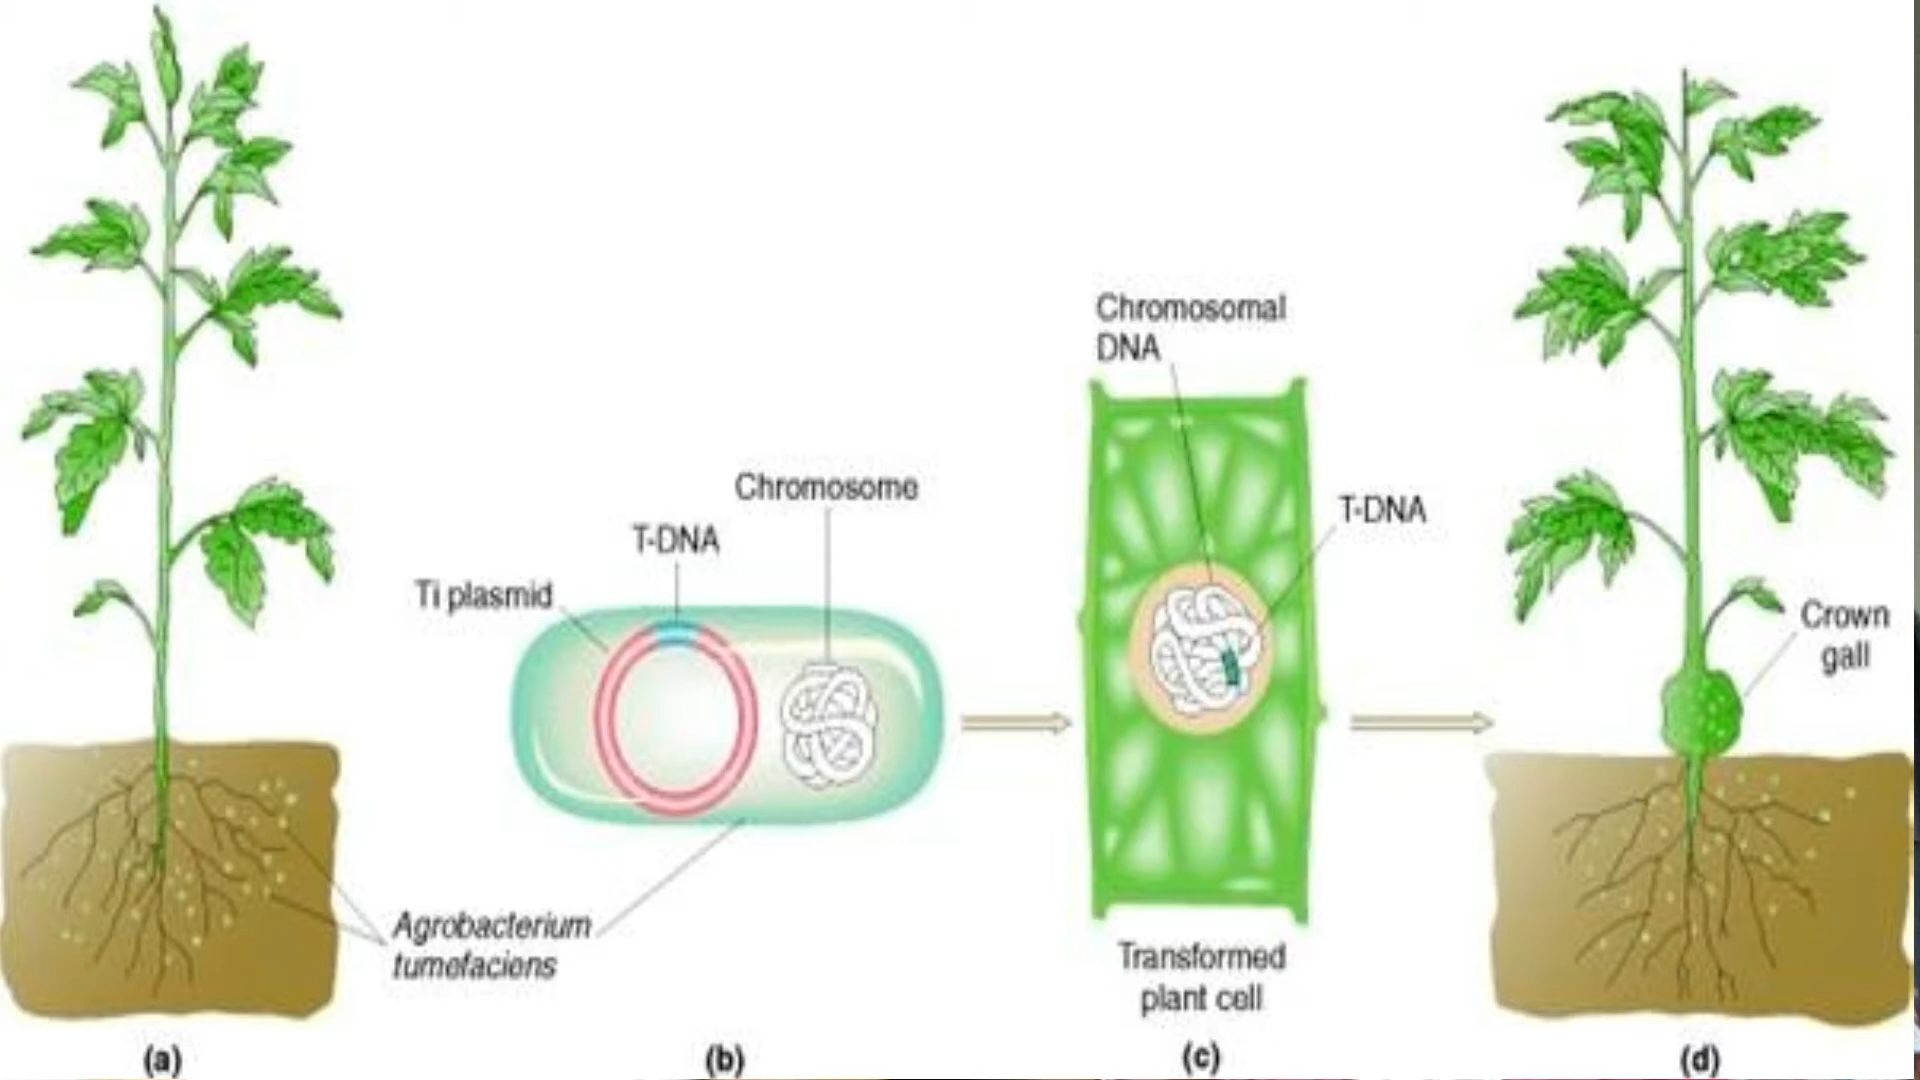 Chromosomal
DNA
Chromosome
T-DNA
T-DNA
Ti plasmid
Crown
gall
Agrobacterium
tumefaciens
Transformed
plant cell
(a)
(b)
(c)
(d)